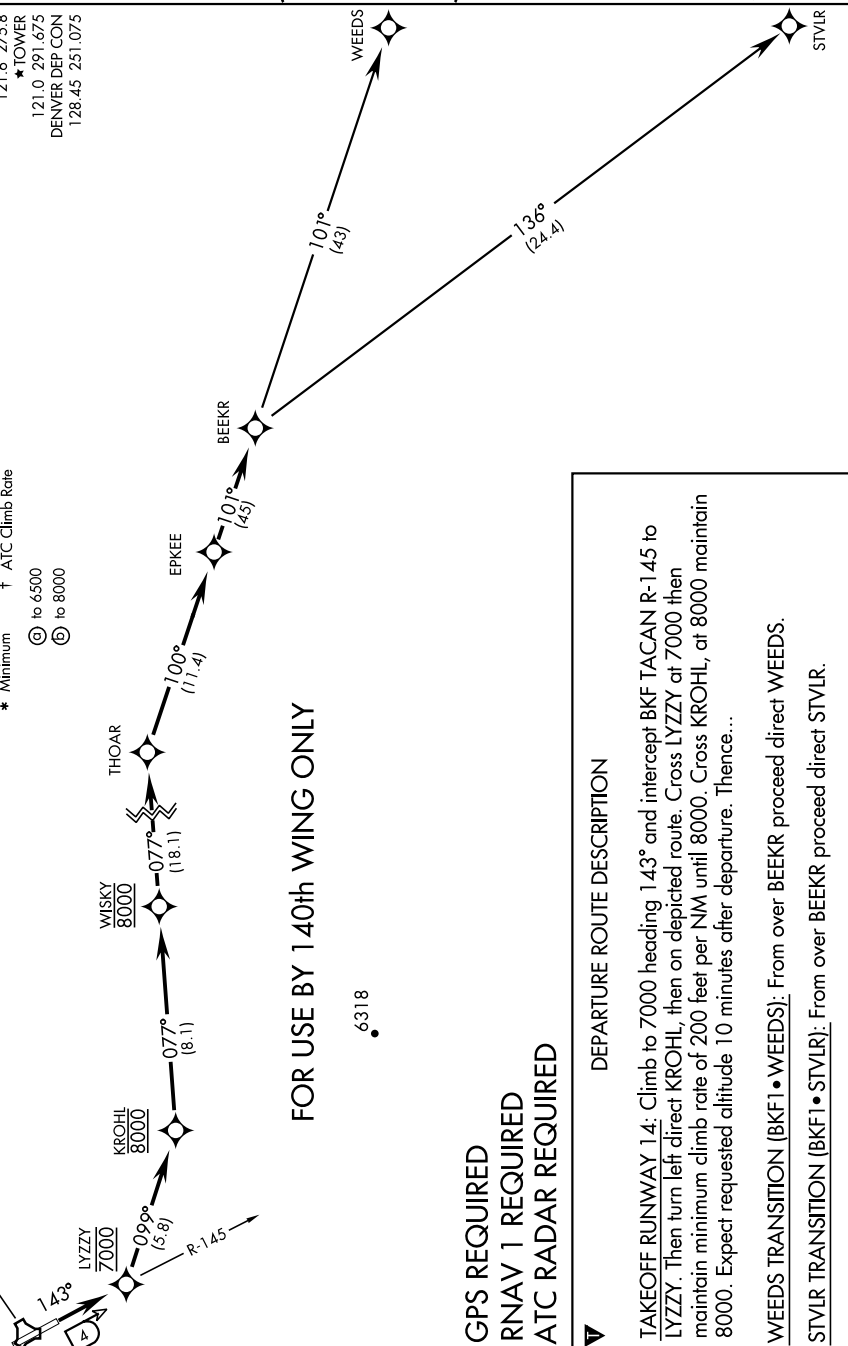 121.8 275.8
★ TOWER
121.0 291.675
DENVER DEP CON
128.45 251.075
* Minimum † ATC Climb Rate
ⓐ to 6500
ⓑ to 8000
143°
4
LYZZY
7000
R-145
099°
(5.8)
KROHL
8000
077°
(8.1)
WISKY
8000
077°
(18.1)
THOAR
100°
(11.4)
EPKEE
101°
(45)
BEEKR
101°
(43)
WEEDS
136°
(24.4)
STVLR
FOR USE BY 140th WING ONLY
6318
GPS REQUIRED
RNAV 1 REQUIRED
ATC RADAR REQUIRED
T
DEPARTURE ROUTE DESCRIPTION
TAKEOFF RUNWAY 14: Climb to 7000 heading 143° and intercept BKF TACAN R-145 to
LYZZY. Then turn left direct KROHL, then on depicted route. Cross LYZZY at 7000 then
maintain minimum climb rate of 200 feet per NM until 8000. Cross KROHL, at 8000 maintain
8000. Expect requested altitude 10 minutes after departure. Thence...
WEEDS TRANSITION (BKF1•WEEDS): From over BEEKR proceed direct WEEDS.
STVLR TRANSITION (BKF1•STVLR): From over BEEKR proceed direct STVLR.